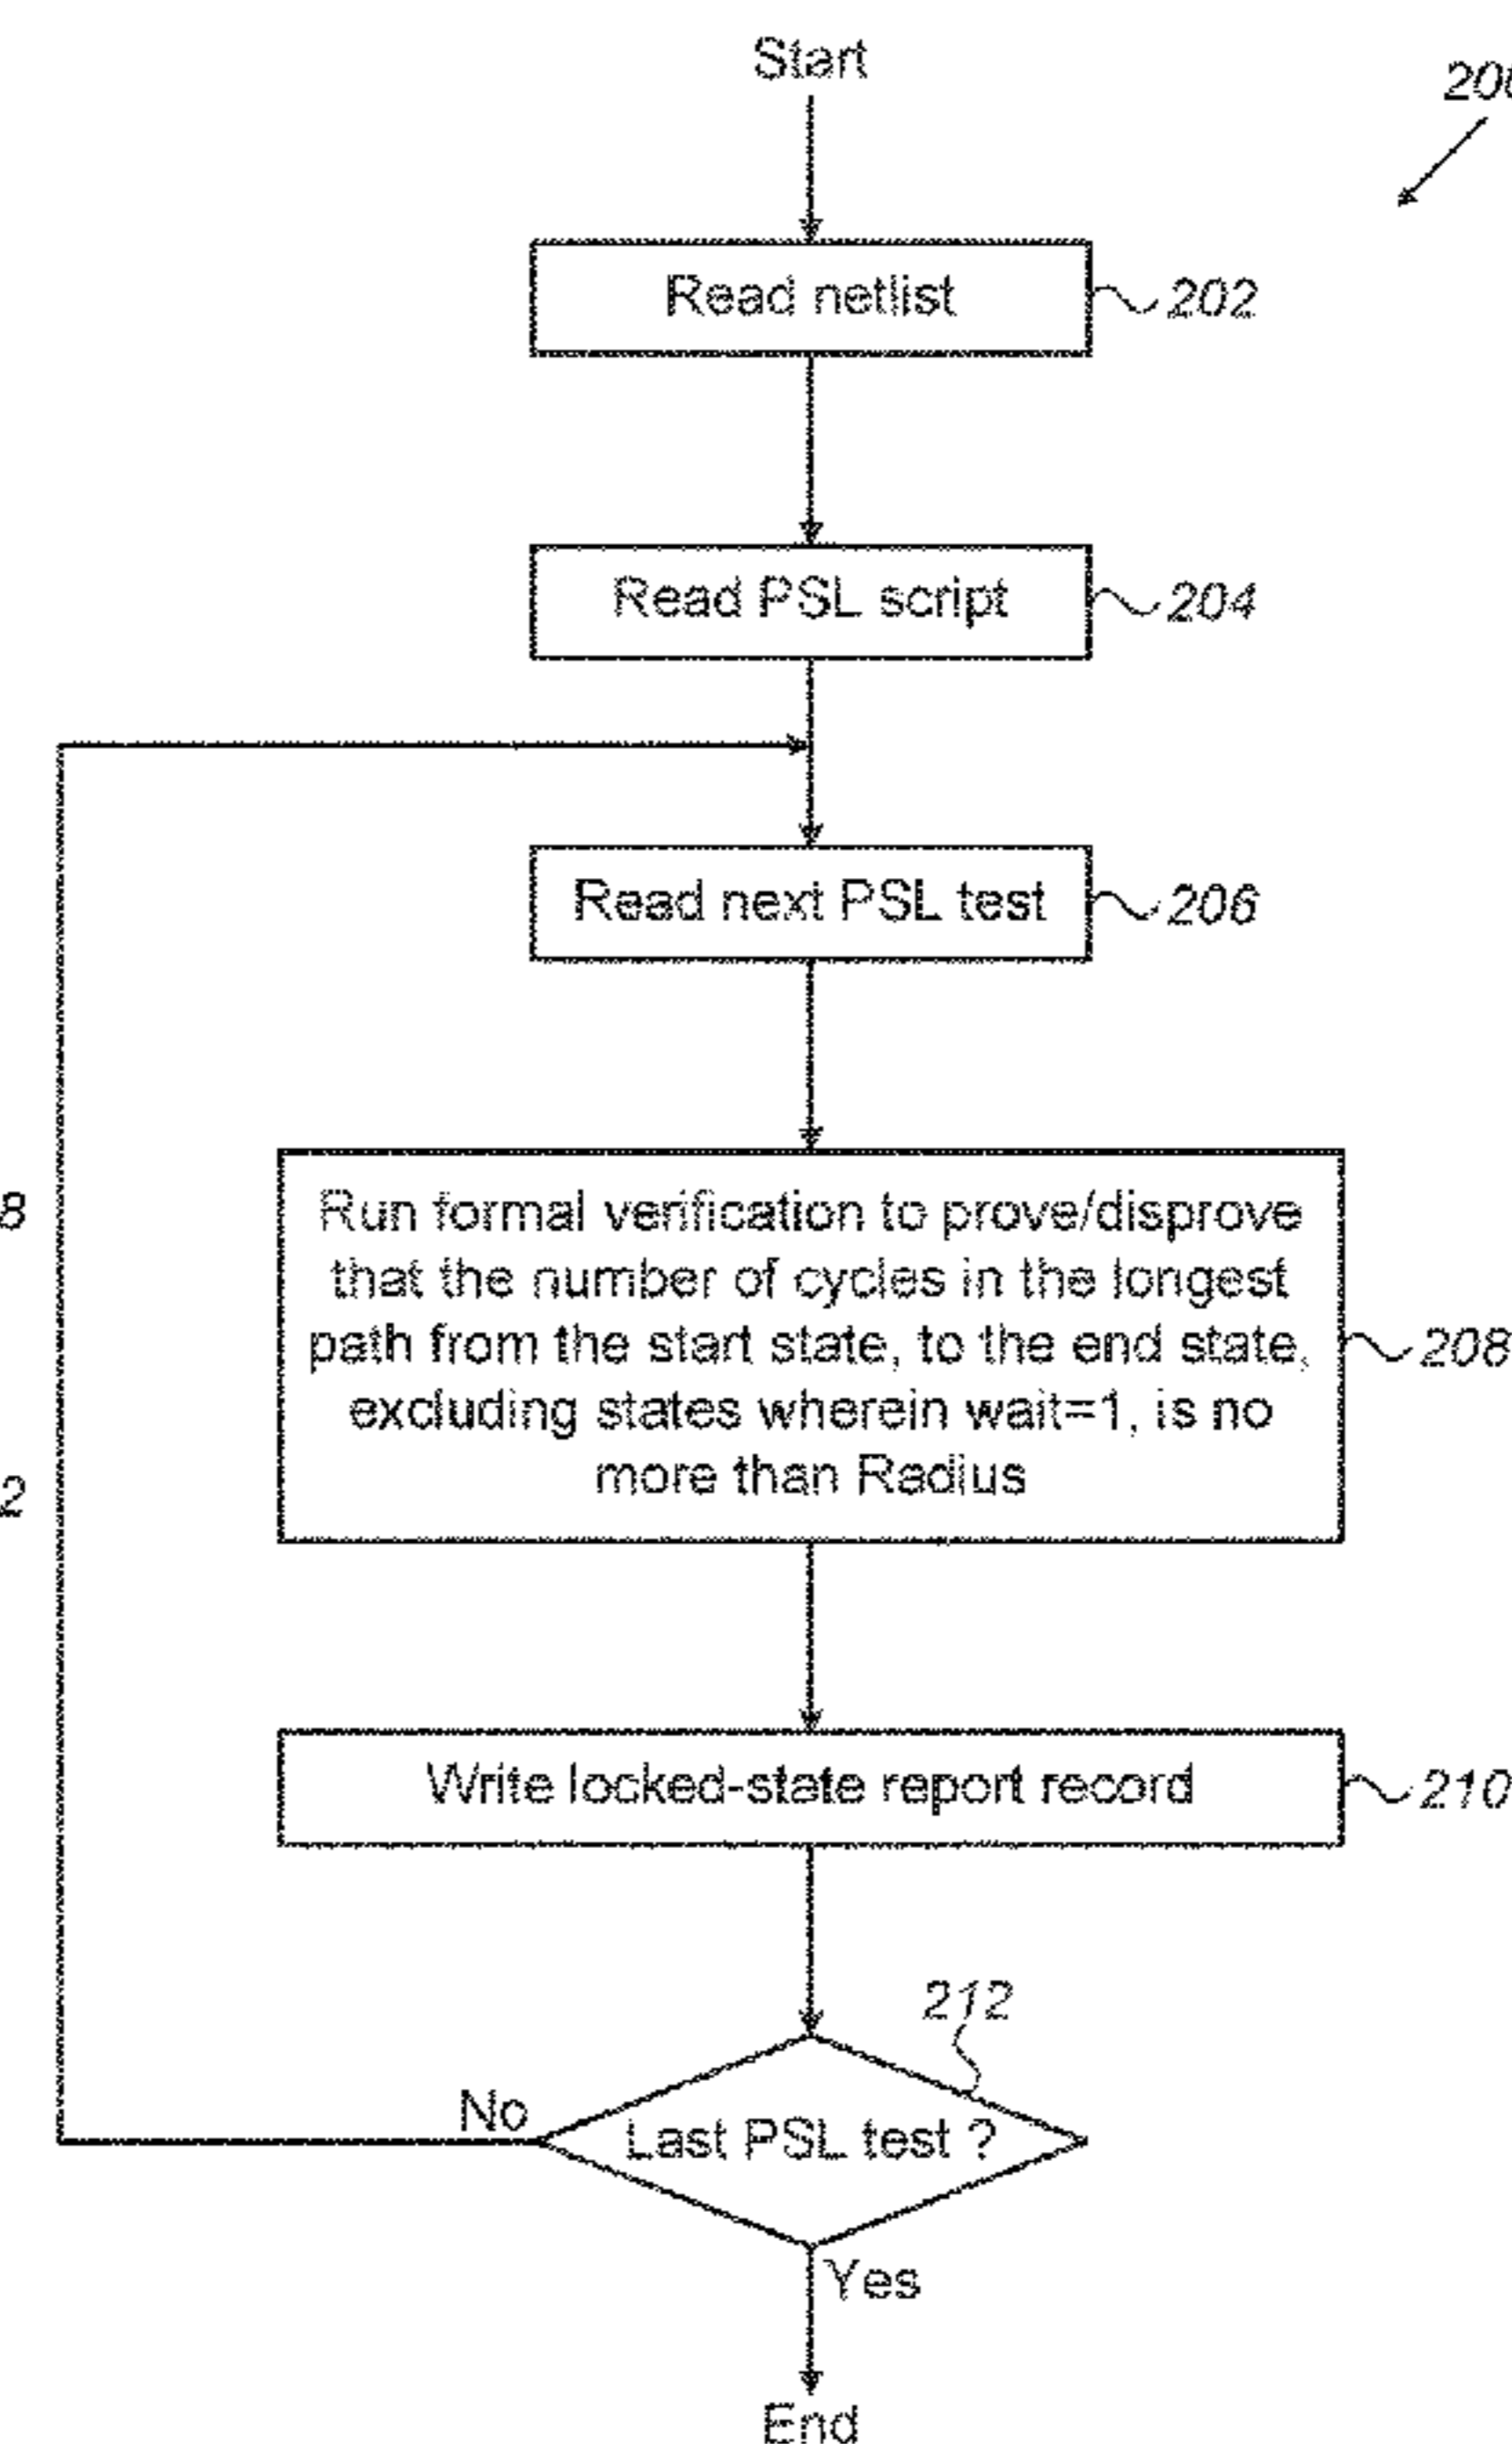 Start
200
Read netlist
202
Read PSL script
204
Read next PSL test
206
8
Run formal verification to prove/disprove
that the number of cycles in the longest
path from the start state, to the end state,
excluding states wherein wait=1, is no
more than Radius
208
2
Write locked-state report record
210
212
No
Last PSL test ?
Yes
End